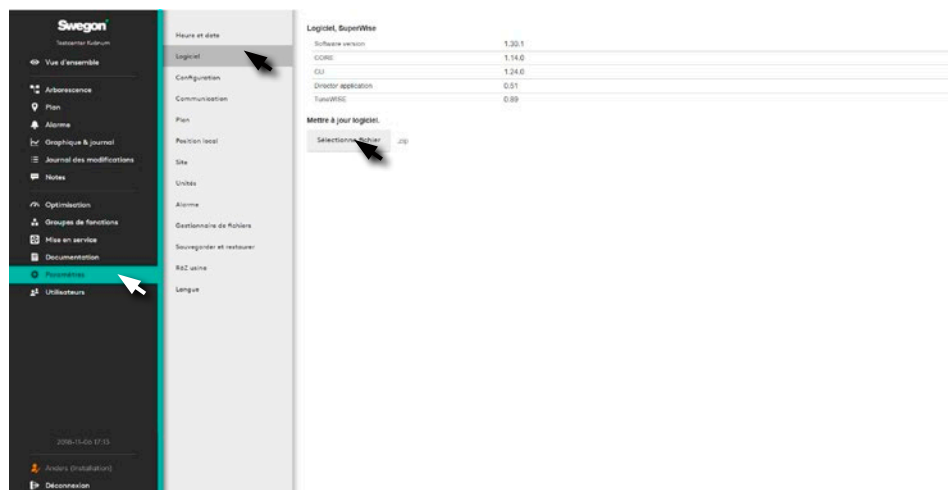 Swegon
Testcenter Kvänum
Vue d'ensemble
Arborescence
Plan
Alarme
Graphique & journal
Journal des modifications
Notes
Optimisation
Groupes de fonctions
Mise en service
Documentation
Paramètres
Utilisateurs
2018-11-06 17:15
Anders (Installation)
Déconnexion
Heure et date
Logiciel
Configuration
Communication
Plan
Position local
Site
Unités
Alarme
Gestionnaire de fichiers
Sauvegarder et restaurer
RàZ usine
Langue
Logiciel, SuperWise
Software version 1.30.1
CORE 1.14.0
CU 1.24.0
Director application 0.51
TuneWISE 0.89
Mettre à jour logiciel.
Sélectionne fichier .zip